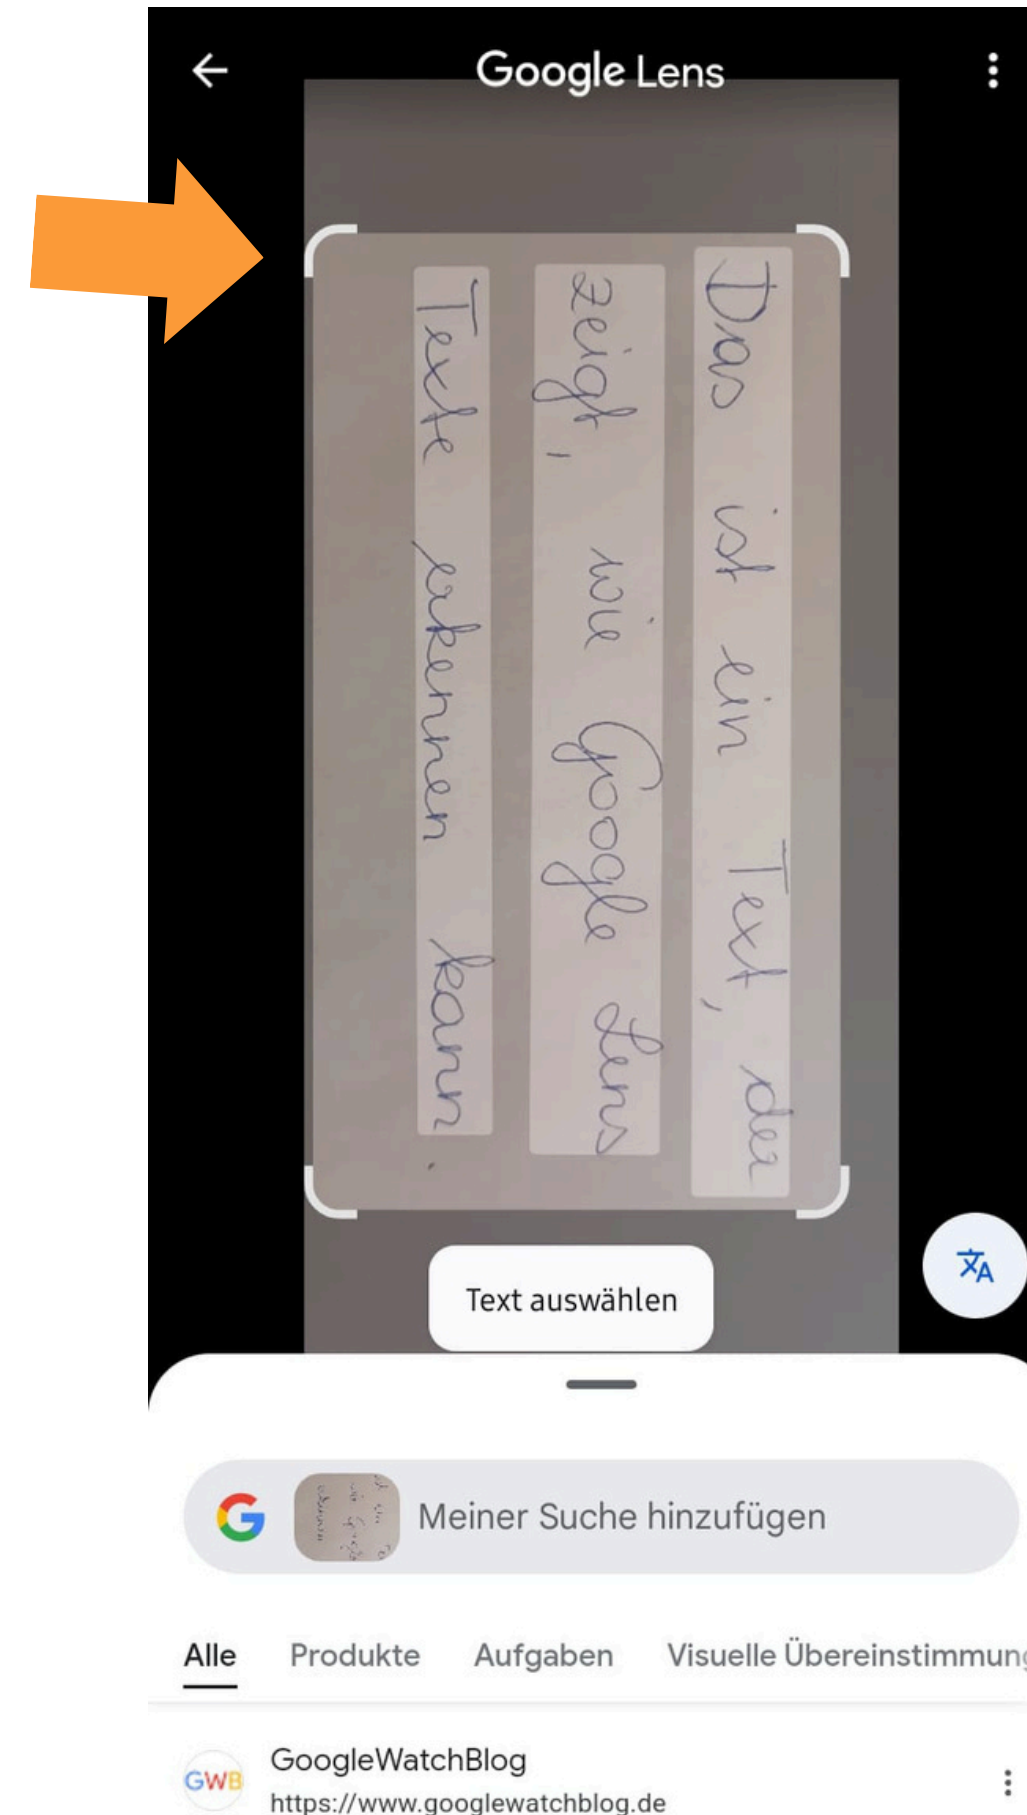 Google Lens
Das ist ein Text, der
zeigt, wie Google Lens
Texte erkennen kann.
Text auswählen
Meiner Suche hinzufügen
Alle Produkte Aufgaben Visuelle Übereinstimmung
GWB
GoogleWatchBlog
https://www.googlewatchblog.de